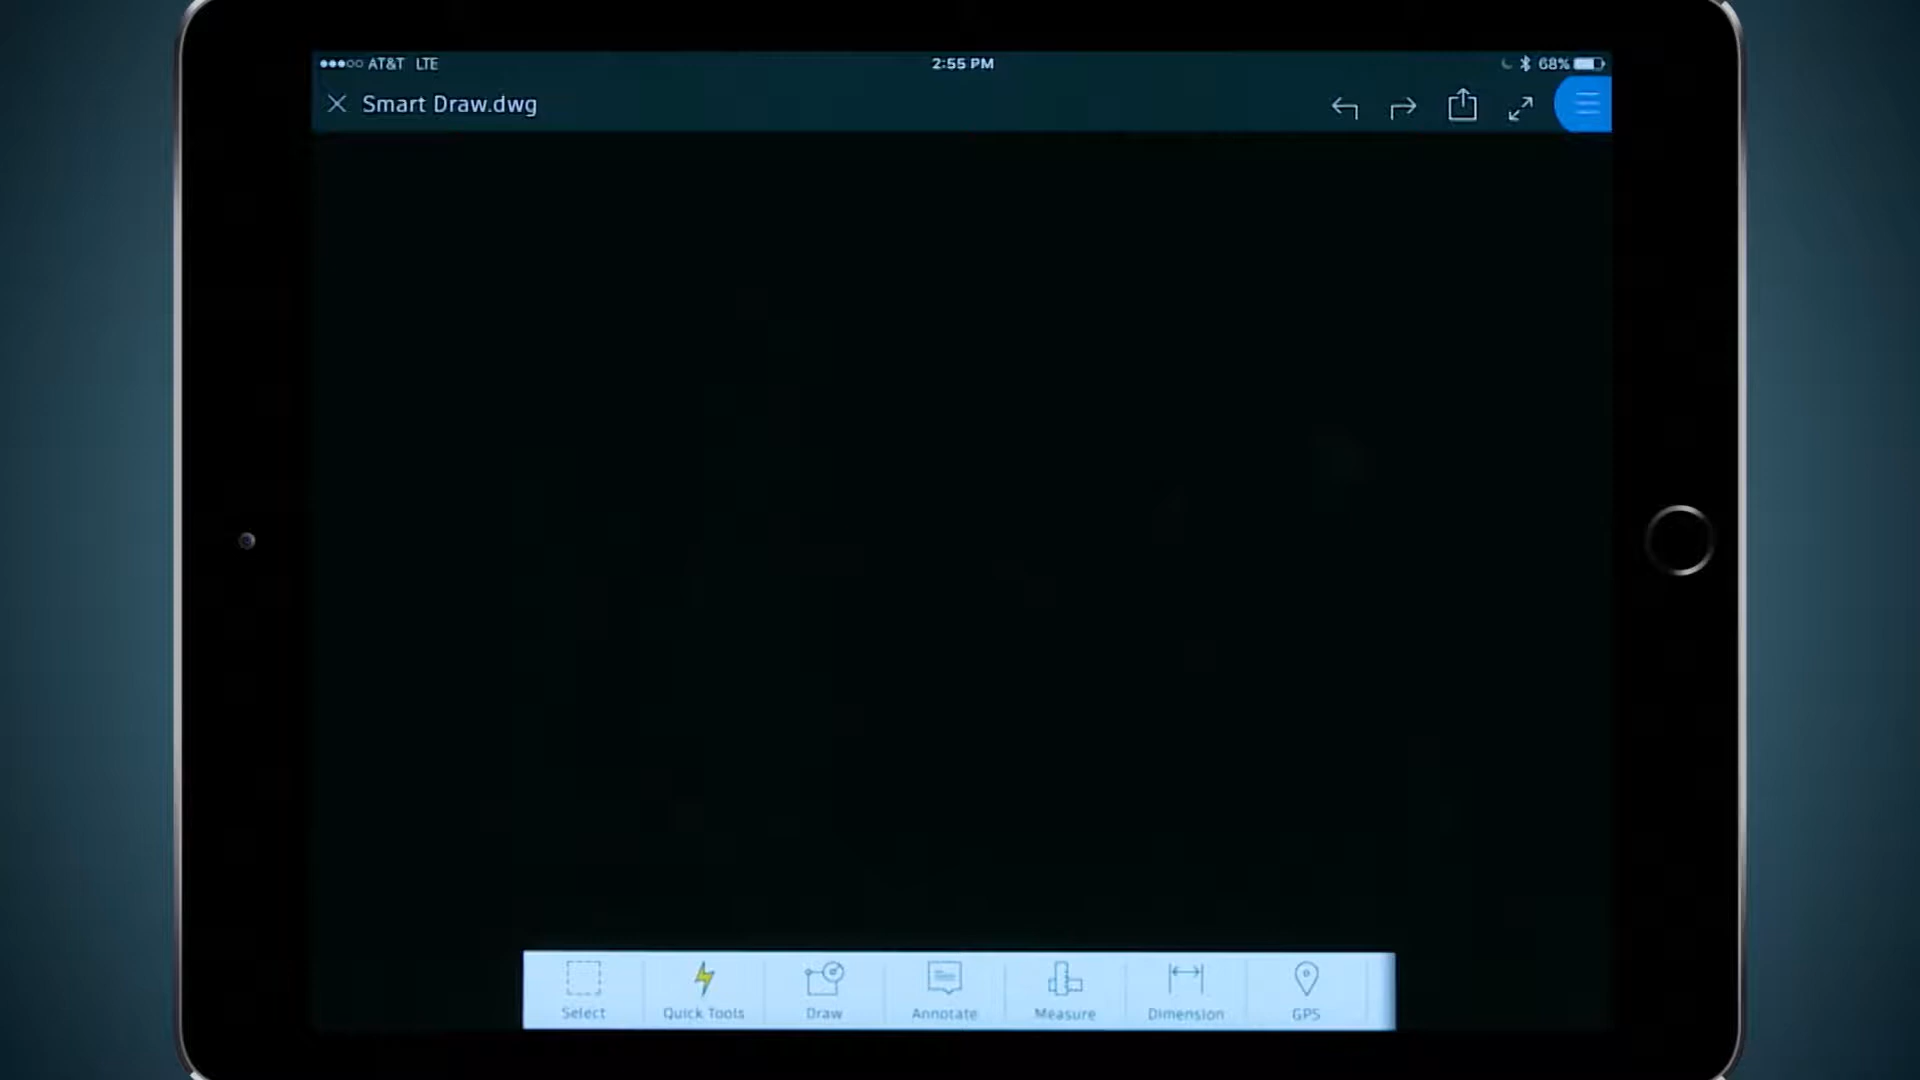 AT&T LTE
2:55 PM
68%
Smart Draw.dwg
Select
Quick Tools
Draw
Annotate
Measure
Dimension
GPS